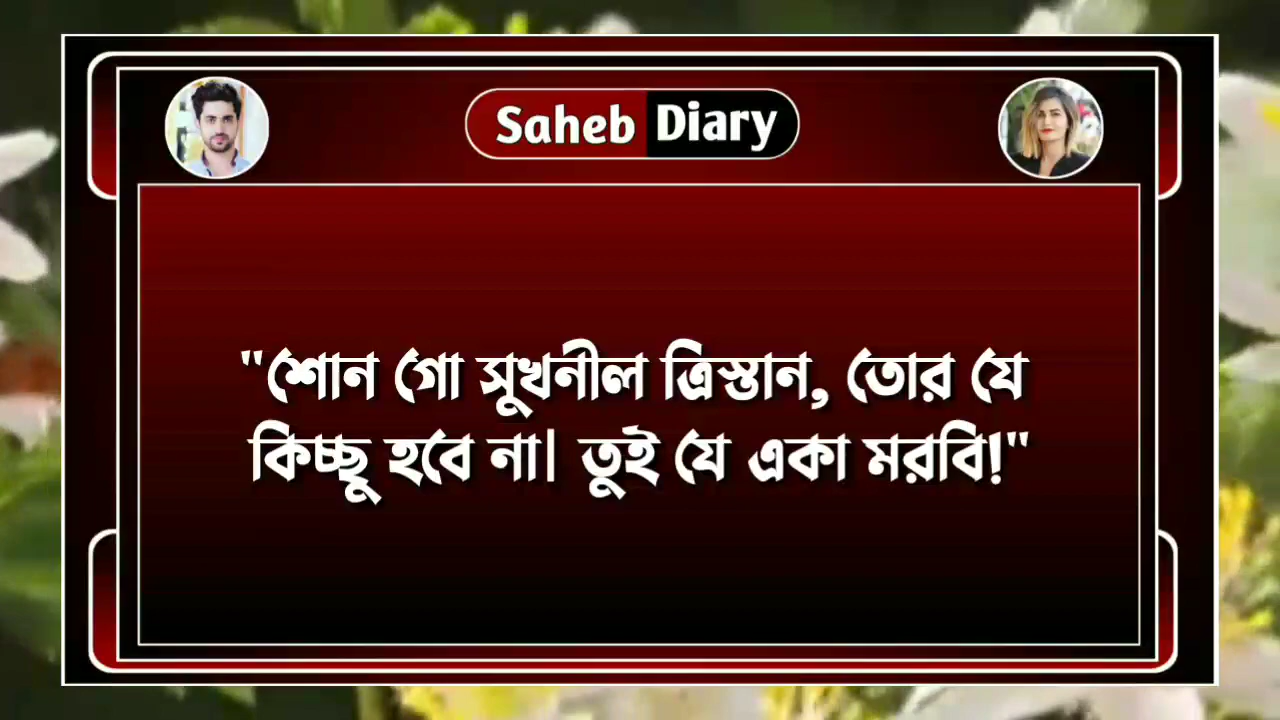 Saheb Diary
"শোন গো সুখনীল ত্রিস্তান, তোর যে
কিচ্ছু হবে না। তুই যে একা মরবি!"